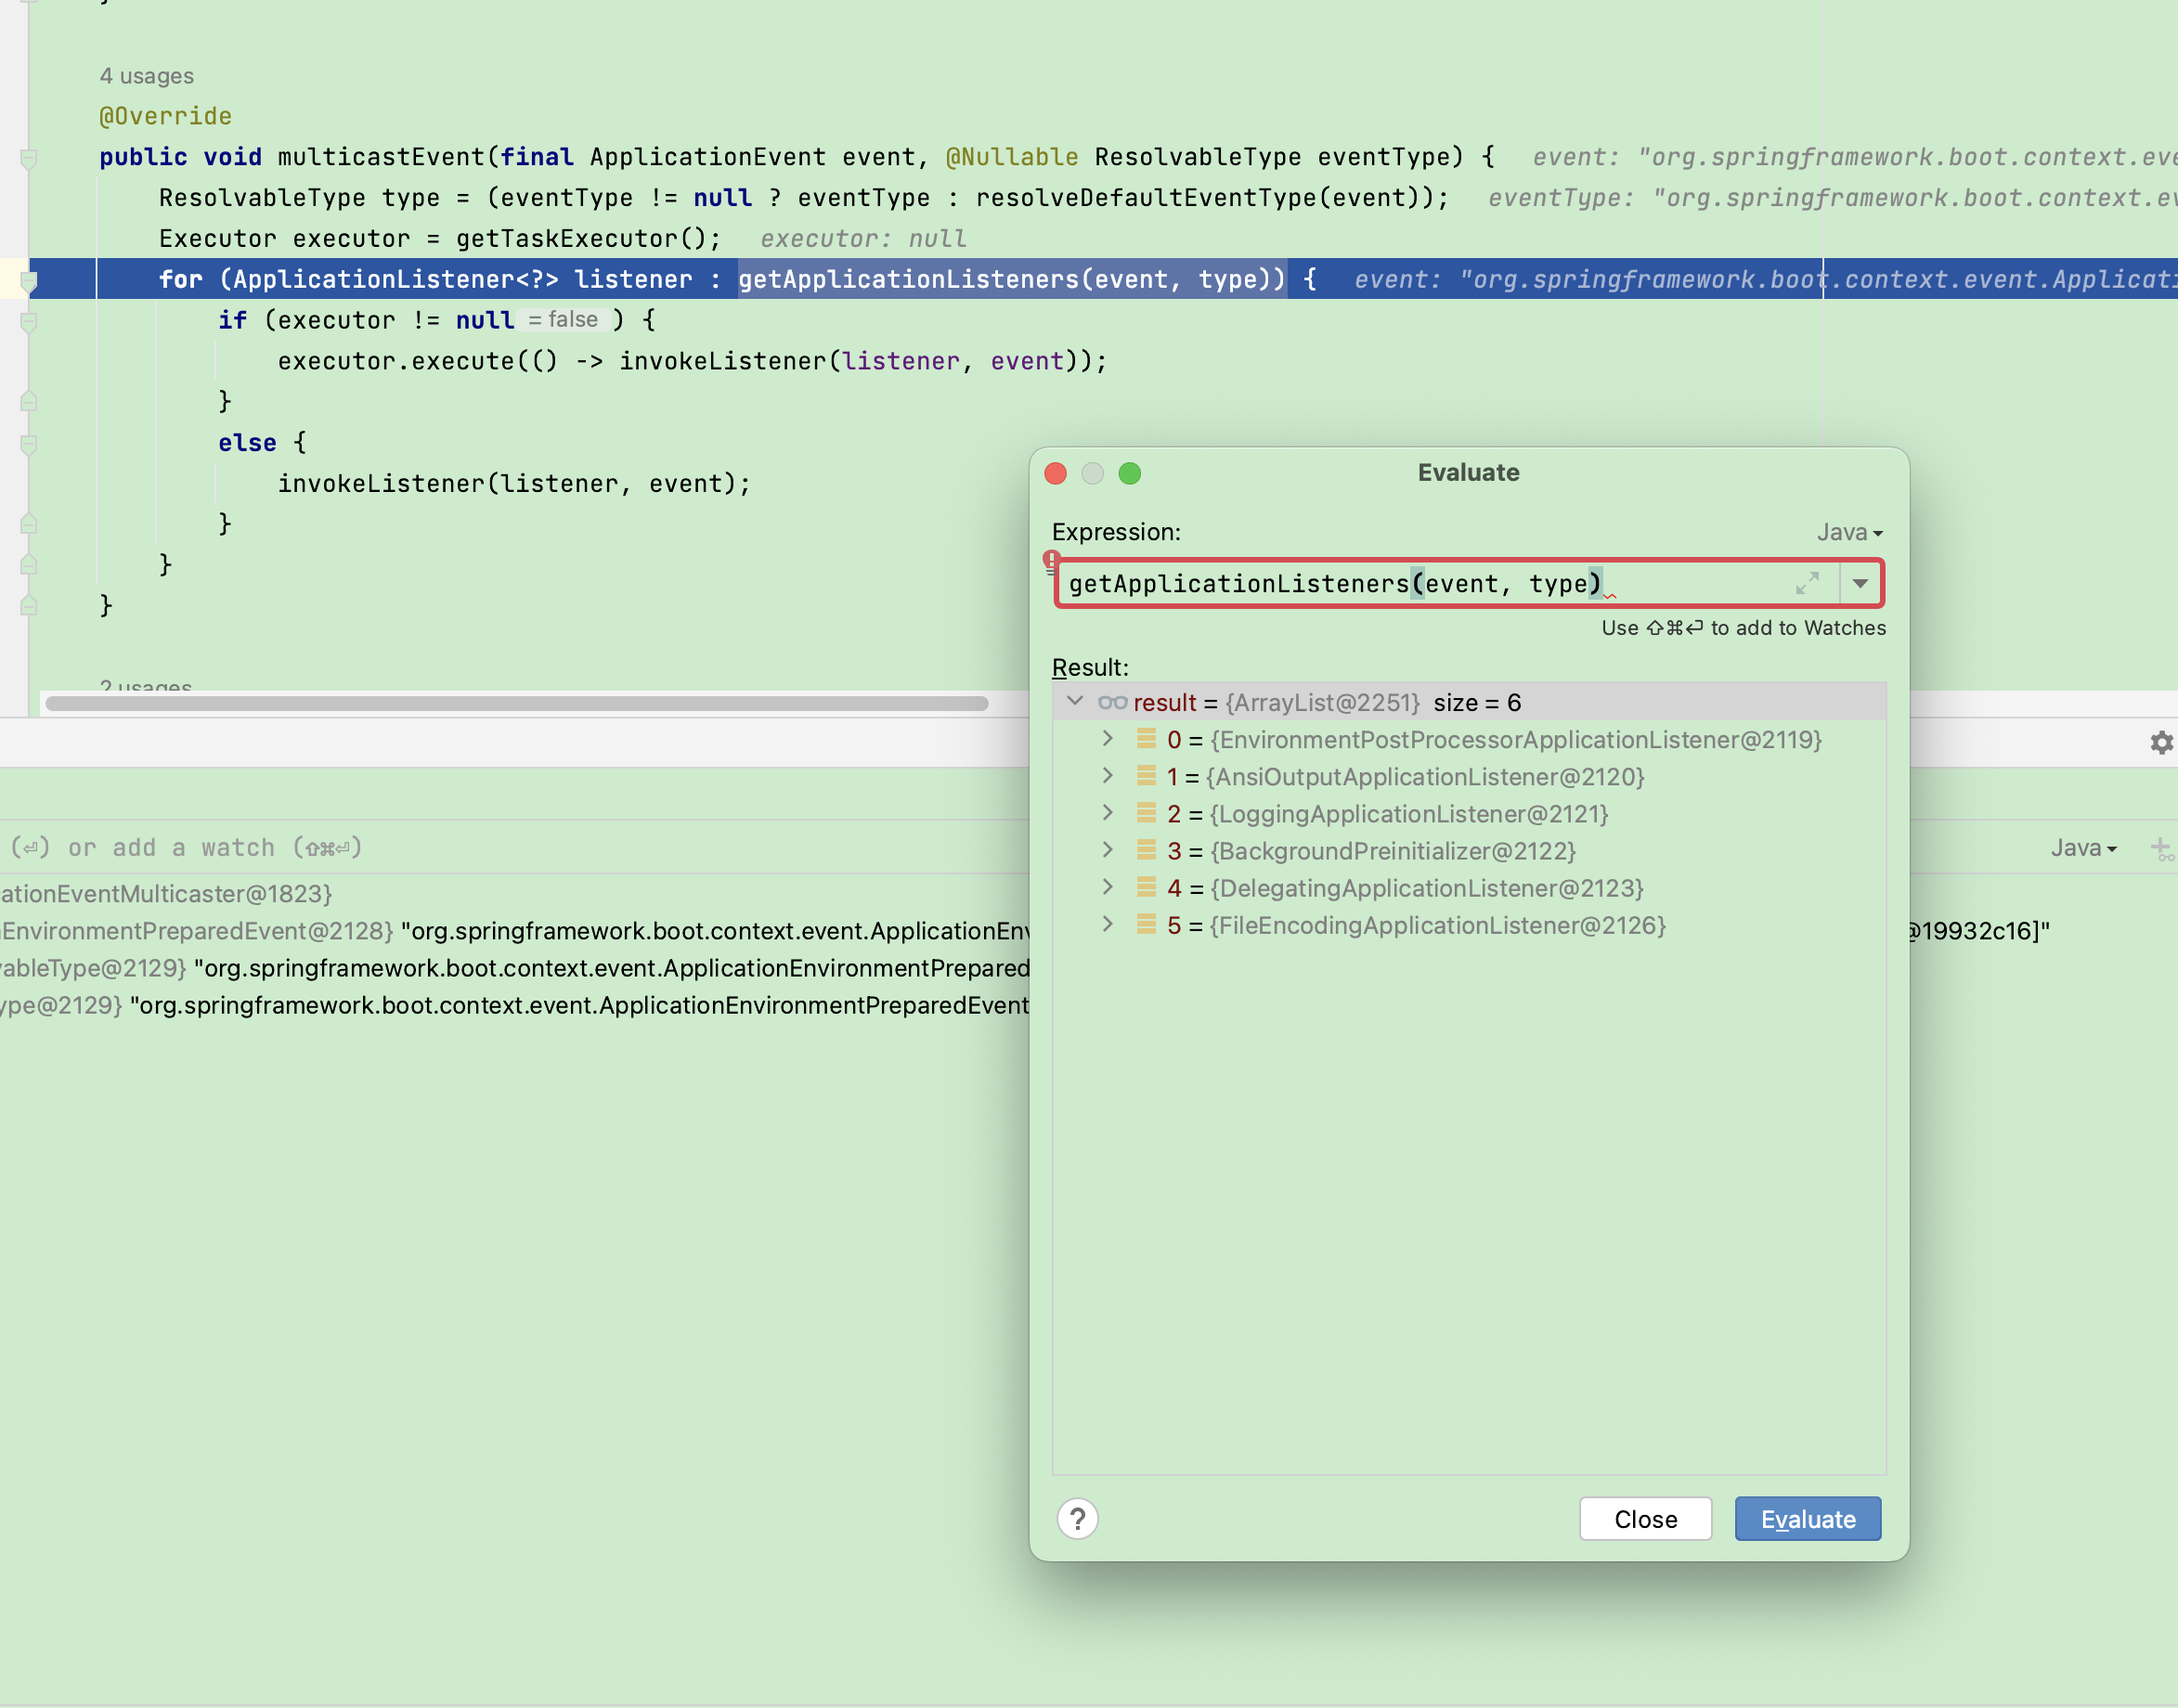 }
4 usages
@Override
public void multicastEvent(final ApplicationEvent event, @Nullable ResolvableType eventType) { event: "org.springframework.boot.context.eve
ResolvableType type = (eventType != null ? eventType : resolveDefaultEventType(event)); eventType: "org.springframework.boot.context.ev
Executor executor = getTaskExecutor(); executor: null
for (ApplicationListener<?> listener : getApplicationListeners(event, type)) { event: "org.springframework.boot.context.event.Applicati
if (executor != null = false ) {
executor.execute(() -> invokeListener(listener, event));
}
else {
invokeListener(listener, event);
}
}
}
2 usages
Evaluate
Expression:
Java
getApplicationListeners(event, type)
Use ⇧⌘⏎ to add to Watches
Result:
result = {ArrayList@2251} size = 6
0 = {EnvironmentPostProcessorApplicationListener@2119}
1 = {AnsiOutputApplicationListener@2120}
2 = {LoggingApplicationListener@2121}
3 = {BackgroundPreinitializer@2122}
4 = {DelegatingApplicationListener@2123}
5 = {FileEncodingApplicationListener@2126}
? Close Evaluate
(⏎) or add a watch (⇧⌘⏎) Java
ationEventMulticaster@1823}
EnvironmentPreparedEvent@2128} "org.springframework.boot.context.event.ApplicationEnv @19932c16]"
ableType@2129} "org.springframework.boot.context.event.ApplicationEnvironmentPrepared
ype@2129} "org.springframework.boot.context.event.ApplicationEnvironmentPreparedEvent